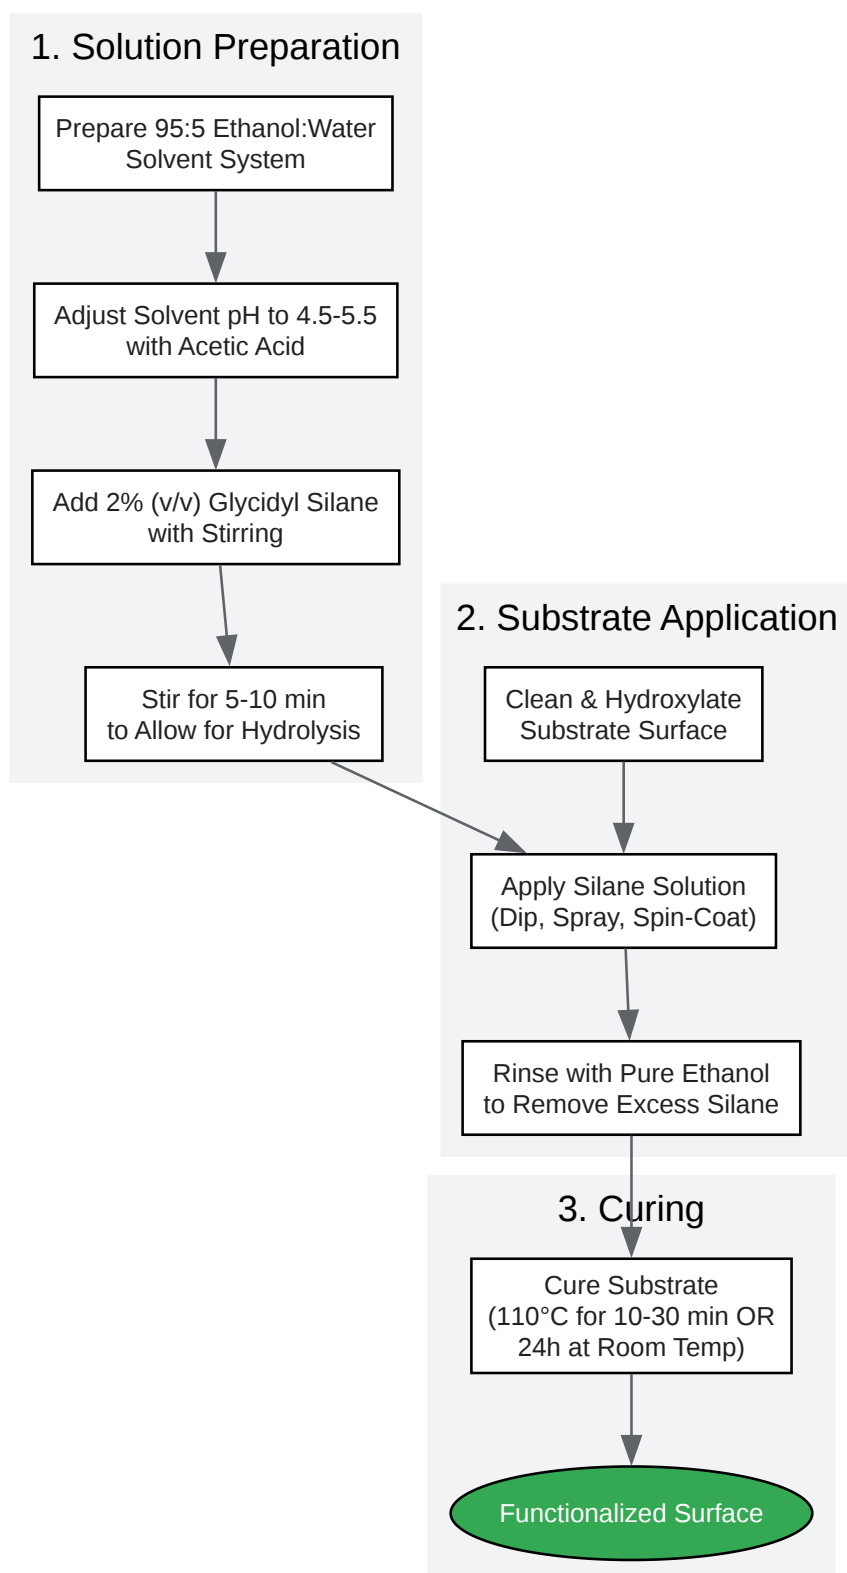 1. Solution Preparation
Prepare 95:5 Ethanol:Water
Solvent System
Adjust Solvent pH to 4.5-5.5
with Acetic Acid
Add 2% (v/v) Glycidyl Silane
with Stirring
Stir for 5-10 min
to Allow for Hydrolysis
2. Substrate Application
Clean & Hydroxylate
Substrate Surface
Apply Silane Solution
(Dip, Spray, Spin-Coat)
Rinse with Pure Ethanol
to Remove Excess Silane
3. Curing
Cure Substrate
(110°C for 10-30 min OR
24h at Room Temp)
Functionalized Surface